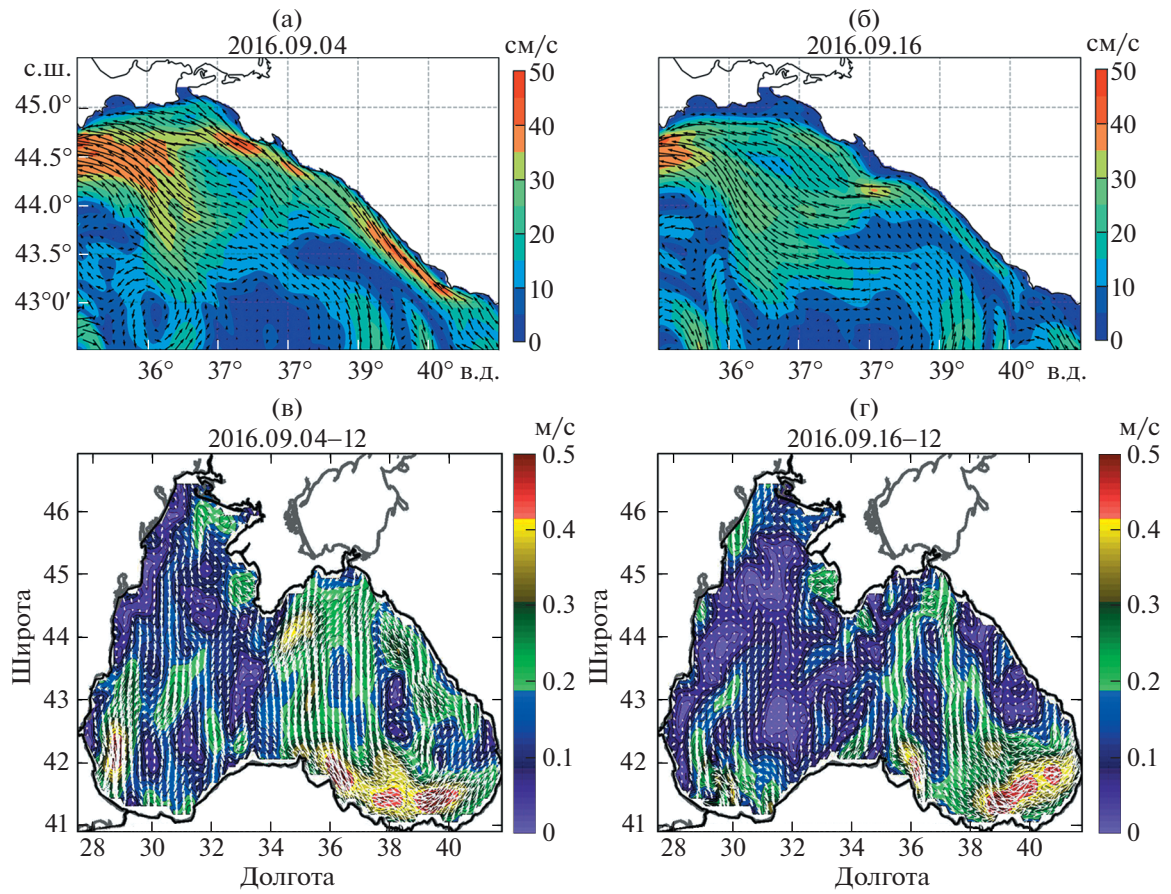 (а)
2016.09.04
см/с
с.ш.
45.0°
44.5°
44.0°
43.5°
43°0′
36° 37° 37° 39° 40° в.д.
50
40
30
20
10
0
(б)
2016.09.16
см/с
36° 37° 37° 39° 40° в.д.
50
40
30
20
10
0
(в)
2016.09.04–12
м/с
Широта
46
45
44
43
42
41
28 30 32 34 36 38 40
Долгота
0.5
0.4
0.3
0.2
0.1
0
(г)
2016.09.16–12
м/с
Широта
46
45
44
43
42
41
28 30 32 34 36 38 40
Долгота
0.5
0.4
0.3
0.2
0.1
0